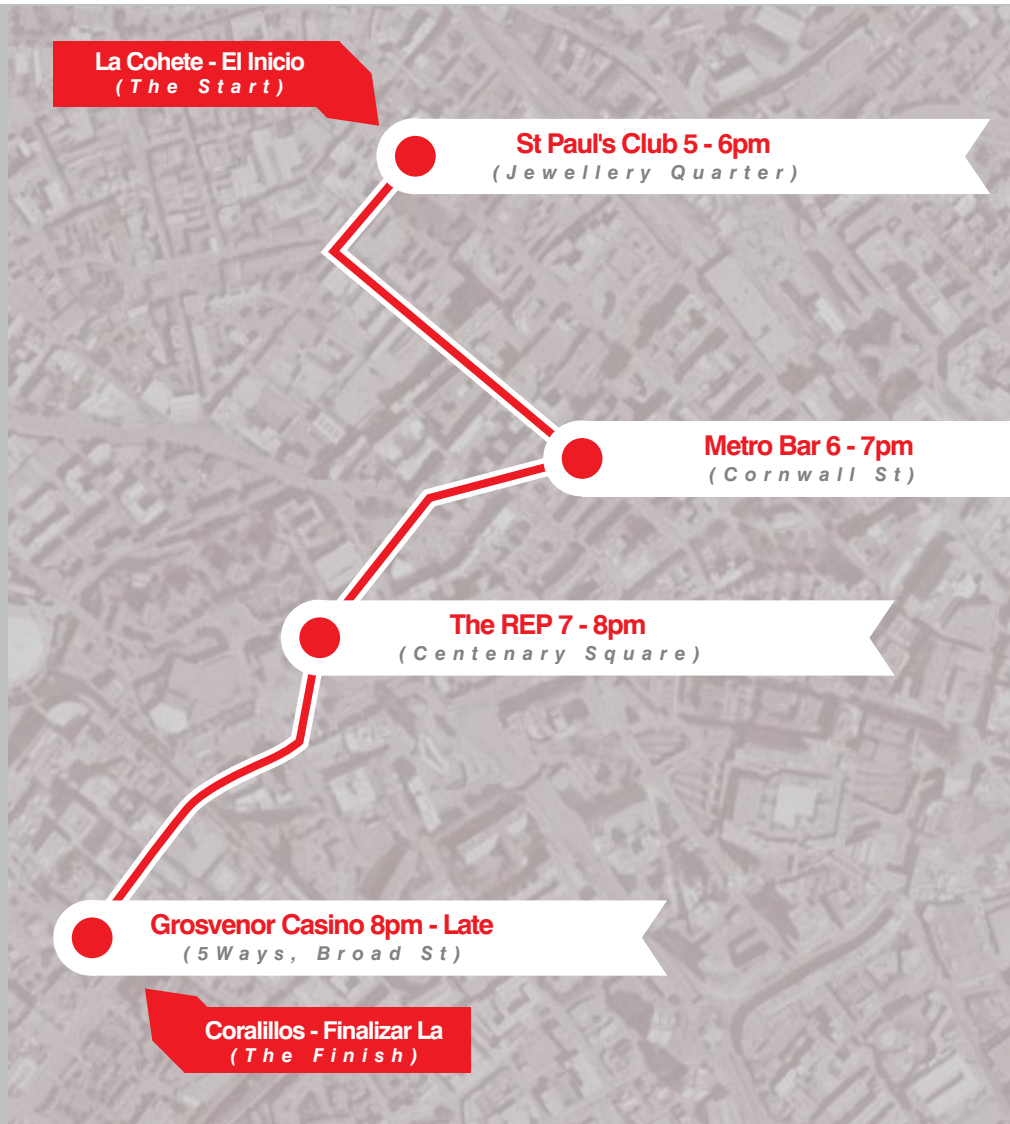 La Cohete - El Inicio
(The Start)
St Paul's Club 5 - 6pm
(Jewellery Quarter)
Metro Bar 6 - 7pm
(Cornwall St)
The REP 7 - 8pm
(Centenary Square)
Grosvenor Casino 8pm - Late
(5Ways, Broad St)
Coralillos - Finalizar La
(The Finish)